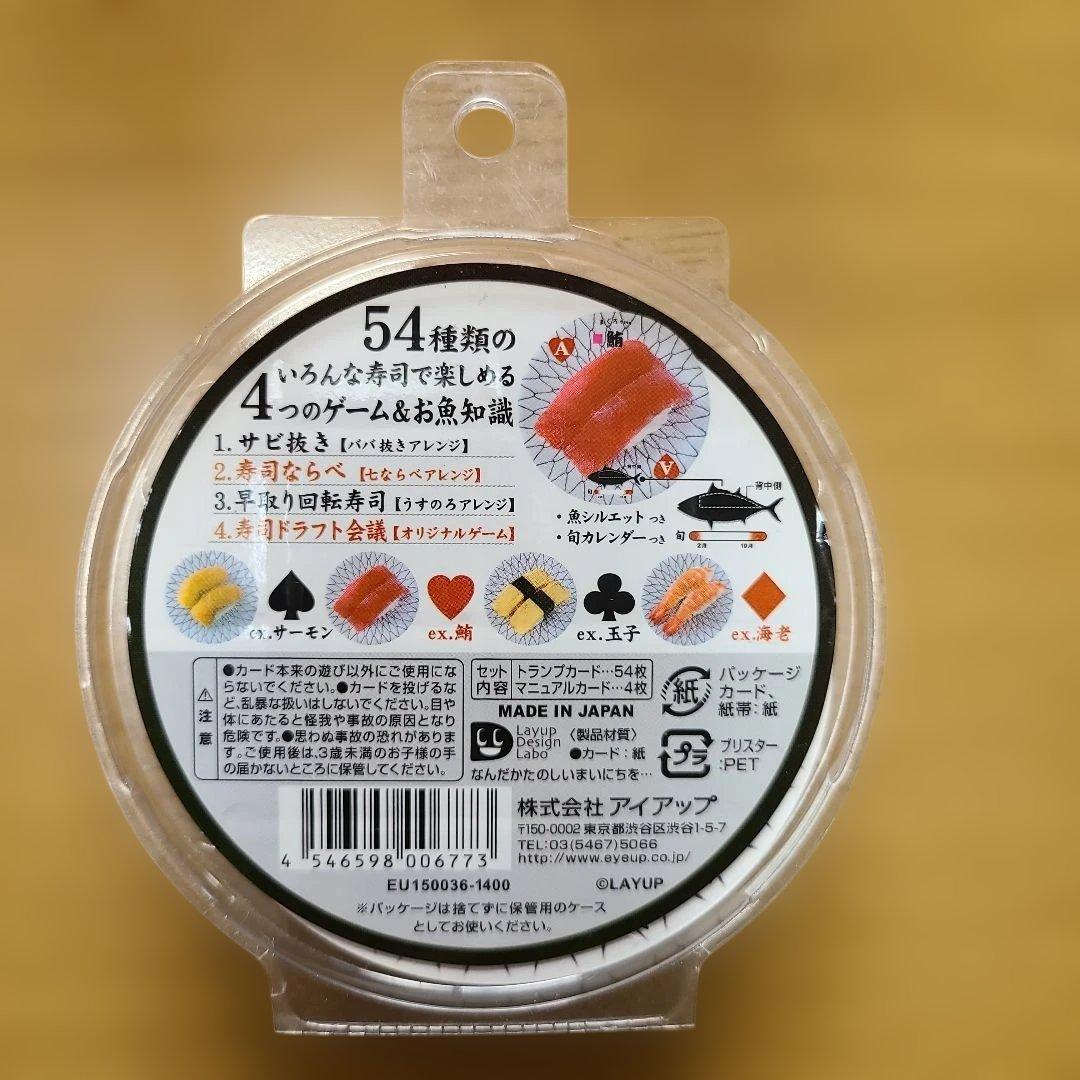 54種類の
いろんな寿司で楽しめる
4つのゲーム&お魚知識
1.サビ抜き【ババ抜きアレンジ】
2.寿司ならべ【七ならべアレンジ】
3.早取り回転寿司【うすのろアレンジ】
4.寿司ドラフト会議【オリジナルゲーム】
A
鮪
A
背中側
・魚シルエットつき
・旬カレンダーつき
旬
2月 10月
ex.サーモン
ex.鮪
ex.玉子
ex.海老
注意
●カード本来の遊び以外にご使用にな
らないでください。●カードを投げるな
ど、乱暴な扱いはしないでください。目や
体にあたると怪我や事故の原因となり
危険です。●思わぬ事故の恐れがありま
す。ご使用後は、3歳未満のお子様の手
の届かないところに保管してください。
セット内容
トランプカード…54枚
マニュアルカード…4枚
MADE IN JAPAN
Layup
Design
Labo
〈製品材質〉
●カード:紙
なんだかたのしいまいにちを…
紙
パッケージ
カード、
紙帯:紙
プラ
ブリスター
:PET
株式会社 アイアップ
〒150-0002 東京都渋谷区渋谷1-5-7
TEL:03(5467)5066
http://www.eyeup.co.jp/
4 546598 006773
EU150036-1400
©LAYUP
※パッケージは捨てずに保管用のケース
としてお使いください。